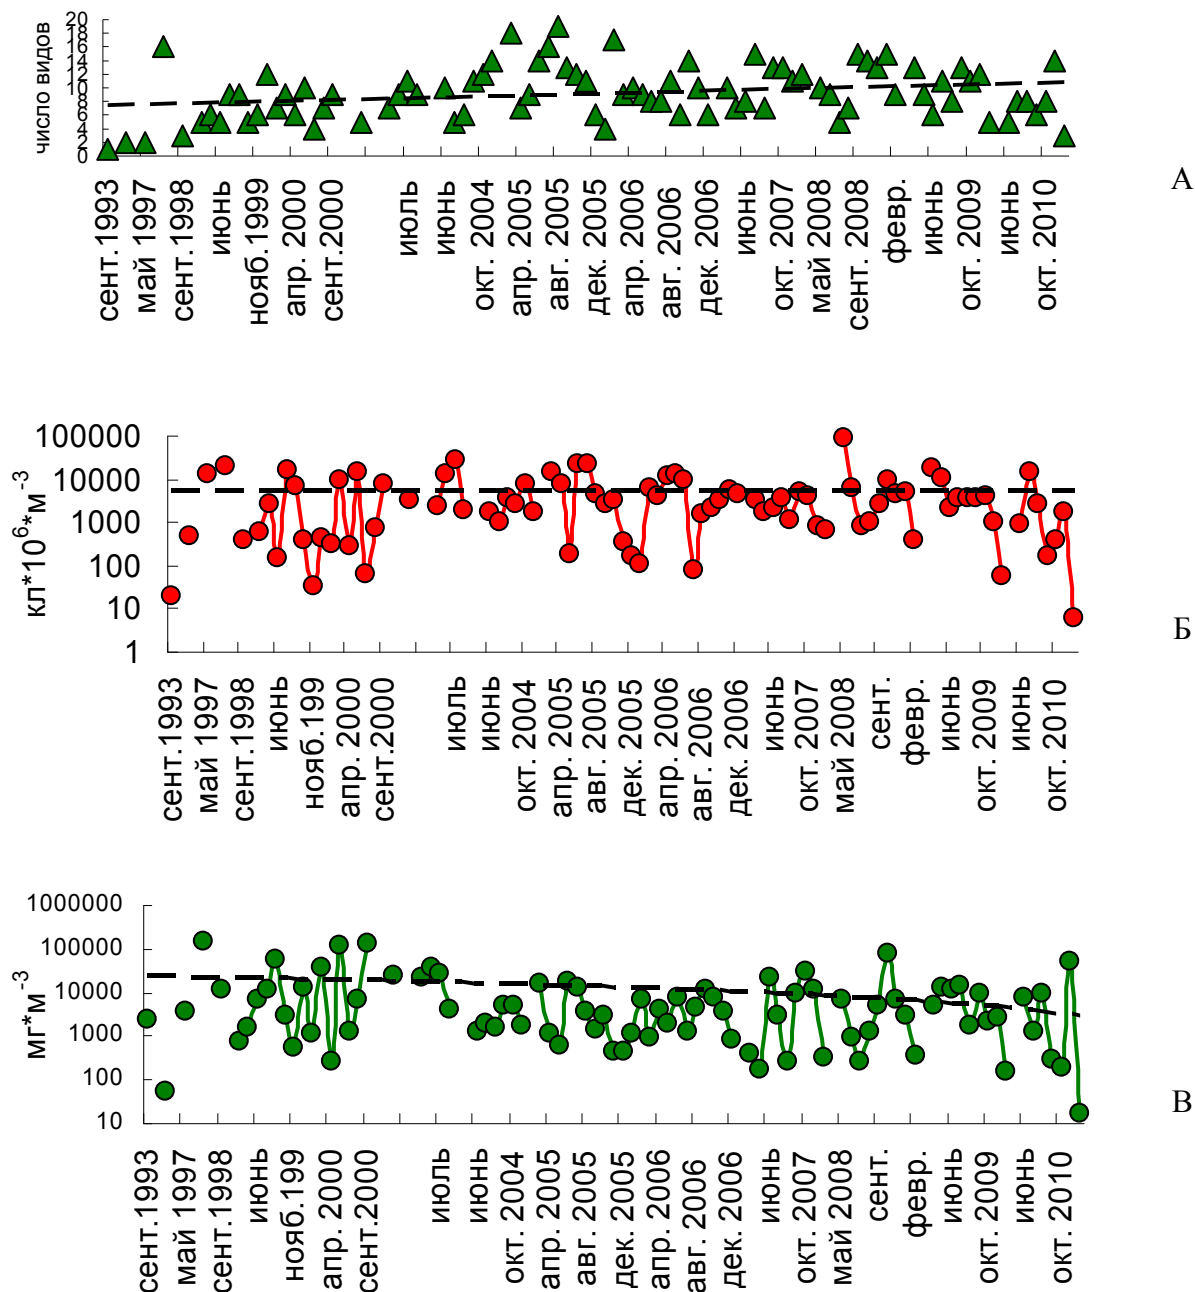 число видов
20
18
16
14
12
10
8
6
4
2
0
сент.1993
май 1997
сент.1998
июнь
нояб.1999
апр. 2000
сент.2000
июль
июнь
окт. 2004
апр. 2005
авг. 2005
дек. 2005
апр. 2006
авг. 2006
дек. 2006
июнь
окт. 2007
май 2008
сент. 2008
февр.
июнь
окт. 2009
июнь
окт. 2010
А
кл*10⁶*м⁻³
100000
10000
1000
100
10
1
сент.1993
май 1997
сент.1998
июнь
нояб.199
апр. 2000
сент.2000
июль
июнь
окт. 2004
апр. 2005
авг. 2005
дек. 2005
апр. 2006
авг. 2006
дек. 2006
июнь
окт. 2007
май 2008
сент.
февр.
июнь
окт. 2009
июнь
окт. 2010
Б
мг*м⁻³
1000000
100000
10000
1000
100
10
сент.1993
май 1997
сент.1998
июнь
нояб.199
апр. 2000
сент.2000
июль
июнь
окт. 2004
апр. 2005
авг. 2005
дек. 2005
апр. 2006
авг. 2006
дек. 2006
июнь
окт. 2007
май 2008
сент.
февр.
июнь
окт. 2009
июнь
окт. 2010
В